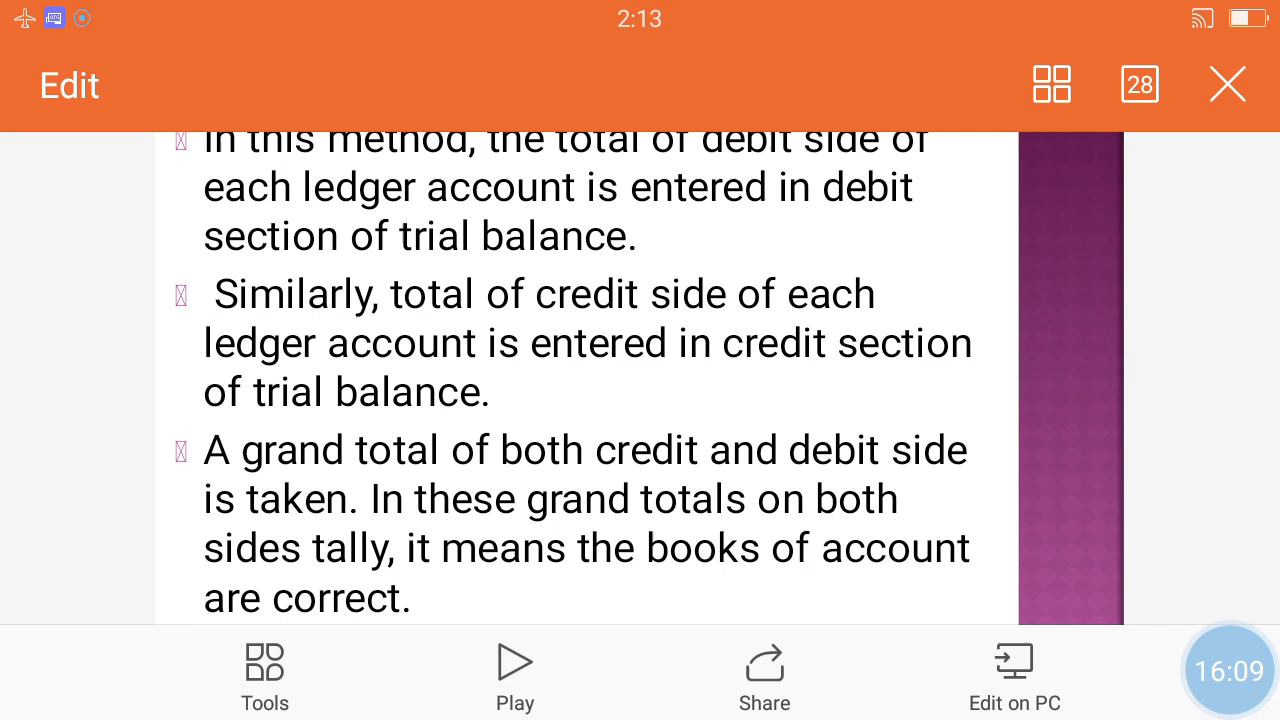 2:13
Edit
28
In this method, the total of debit side of
each ledger account is entered in debit
section of trial balance.
Similarly, total of credit side of each
ledger account is entered in credit section
of trial balance.
A grand total of both credit and debit side
is taken. In these grand totals on both
sides tally, it means the books of account
are correct.
Tools
Play
Share
Edit on PC
16:09